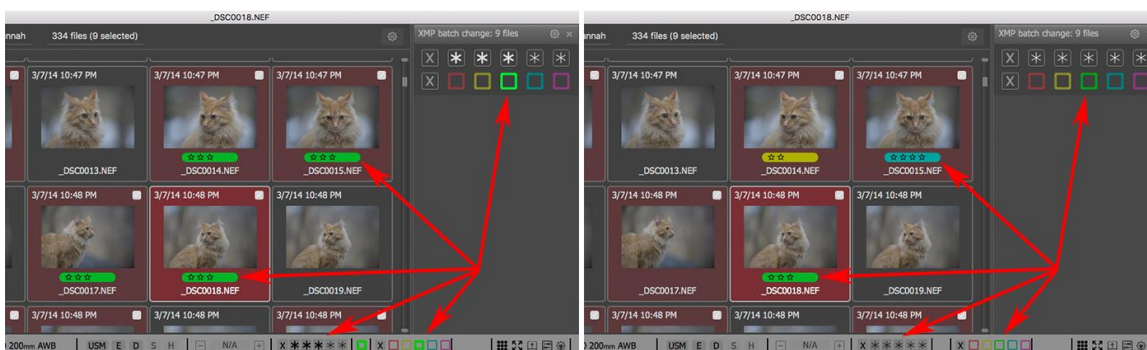 _DSC0018.NEF
nnah 334 files (9 selected)
XMP batch change: 9 files
X
X
3/7/14 10:47 PM 3/7/14 10:47 PM 3/7/14 10:47 PM
_DSC0013.NEF _DSC0014.NEF _DSC0015.NEF
3/7/14 10:48 PM 3/7/14 10:48 PM 3/7/14 10:48 PM
_DSC0017.NEF _DSC0018.NEF _DSC0019.NEF
3/7/14 10:48 PM 3/7/14 10:48 PM 3/7/14 10:48 PM
200mm AWB USM E D S H N/A X X
_DSC0018.NEF
annah 334 files (9 selected)
XMP batch change: 9 files
X
X
3/7/14 10:47 PM 3/7/14 10:47 PM 3/7/14 10:47 PM
_DSC0013.NEF _DSC0014.NEF _DSC0015.NEF
3/7/14 10:48 PM 3/7/14 10:48 PM 3/7/14 10:48 PM
_DSC0017.NEF _DSC0018.NEF _DSC0019.NEF
3/7/14 10:48 PM 3/7/14 10:48 PM 3/7/14 10:48 PM
200mm AWB USM E D S H N/A X X